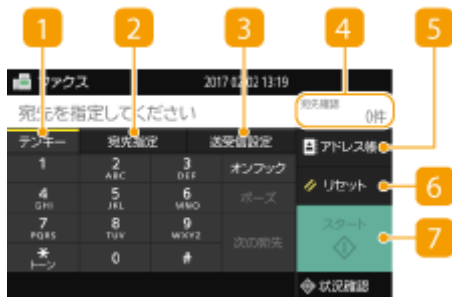 1 2 3 4 5
ファクス 2017 02/02 13:19
宛先を指定してください
宛先確認
0件
テンキー 宛先指定 送受信設定 アドレス帳
1 2 3 オンフック
ABC DEF
リセット 6
4 5 6 ポーズ
GHI JKL MNO
7 8 9 次の宛先 スタート 7
PQRS TUV WXYZ
* 0 #
トーン
状況確認